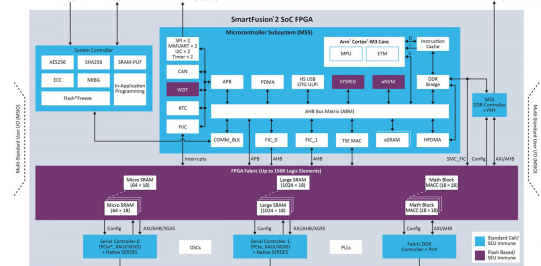 SmartFusion®2 SoC FPGA
Microcontroller Subsystem (MSS)
System Controller
AES256
SHA256
SRAM-PUF
ECC
NRBG
In-Application
Programming
Flash*Freeze
SPI × 2
MMUART × 2
I2C × 2
Timer × 2
CAN
WDT
RTC
FIIC
Arm® Cortex®-M3 Core
MPU
ETM
D
I
S
Instruction
Cache
APB
PDMA
HS USB
OTG ULPI
SYSREG
eNVM
DDR
Bridge
AHB Bus Matrix (ABM)
COMM_BLK
FIC_0
FIC_1
TSE MAC
eSRAM
HPDMA
MSS
DDR Controller
+ PHY
Multi-Standard User I/O (MSIO)
Multi-Standard User I/O (MSIO)
Interrupts
APB
AHB
AHB
SMC_FIC
Config
AXI/AHB
FPGA Fabric (Up to 150K Logic Elements)
Micro SRAM
(64 × 18)
Large SRAM
(1024 × 18)
Math Block
MACC (18 × 18)
Micro SRAM
(64 × 18)
Large SRAM
(1024 × 18)
Math Block
MACC (18 × 18)
Config
AXI/AHB/XGXS
Config
AXI/AHB/XGXS
Config
AXI/AHB
Serial Controller 0
(PCIe®, XAUI/XGXS)
+ Native SERDES
OSCs
Serial Controller 1
(PCIe, XAUI/XGXS)
+ Native SERDES
PLLs
Fabric DDR
Controller + PHY
Standard Cell/
SEU Immune
Flash Based/
SEU Immune